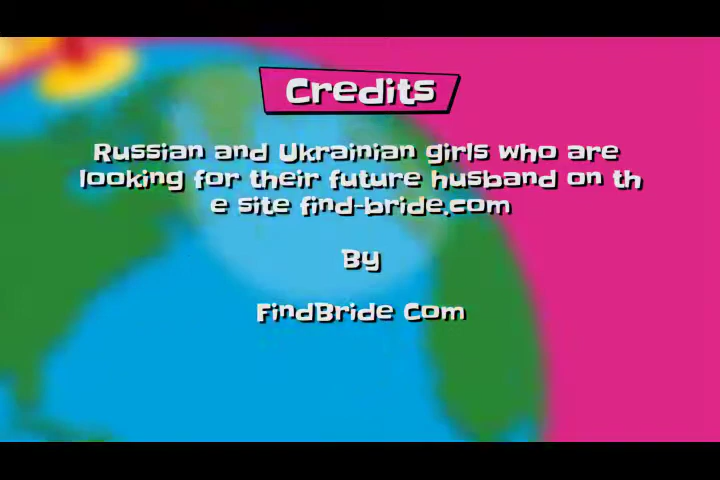 Credits
Russian and Ukrainian girls who are
looking for their future husband on th
e site find-bride.com
By
FindBride Com